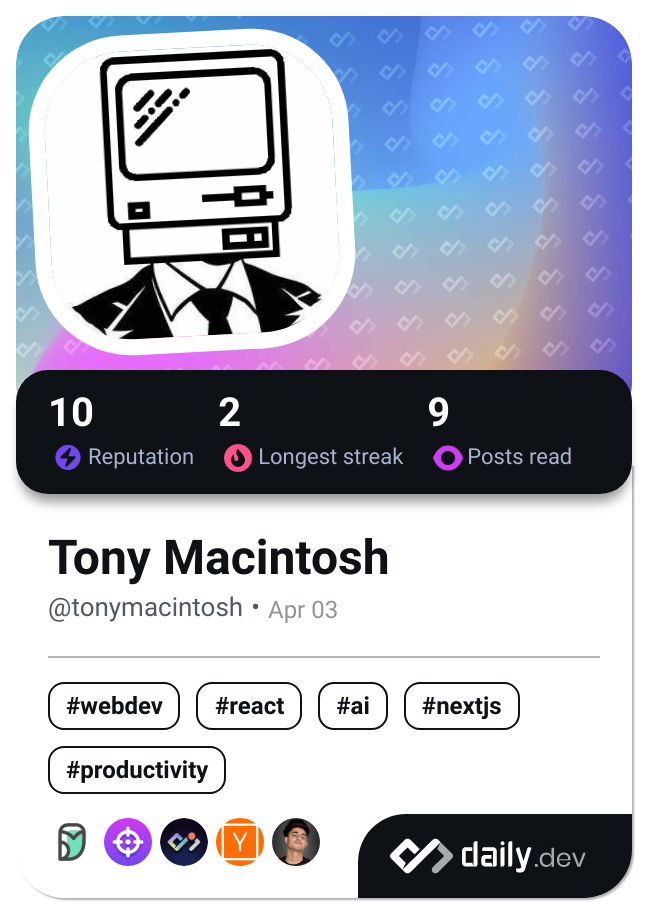 10 2 9
Reputation Longest streak Posts read
Tony Macintosh
@tonymacintosh • Apr 03
#webdev #react #ai #nextjs
#productivity
Y
daily.dev